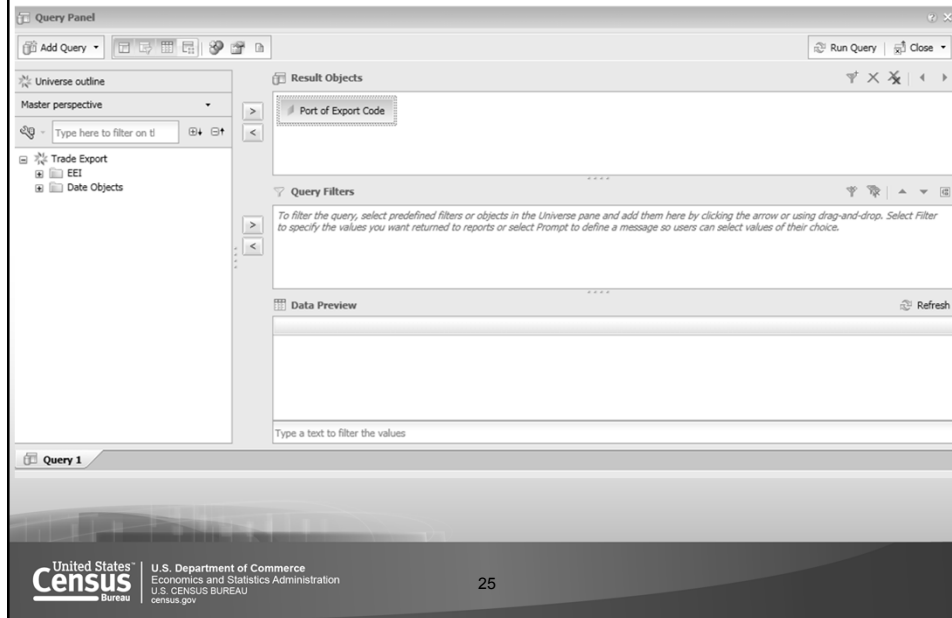 Query Panel
Add Query
Run Query
Close
Universe outline
Master perspective
Type here to filter on tl
Trade Export
EEI
Date Objects
Result Objects
Port of Export Code
Query Filters
To filter the query, select predefined filters or objects in the Universe pane and add them here by clicking the arrow or using drag-and-drop. Select Filter
to specify the values you want returned to reports or select Prompt to define a message so users can select values of their choice.
Data Preview
Refresh
Type a text to filter the values
Query 1
United States™
Census
Bureau
U.S. Department of Commerce
Economics and Statistics Administration
U.S. CENSUS BUREAU
census.gov
25